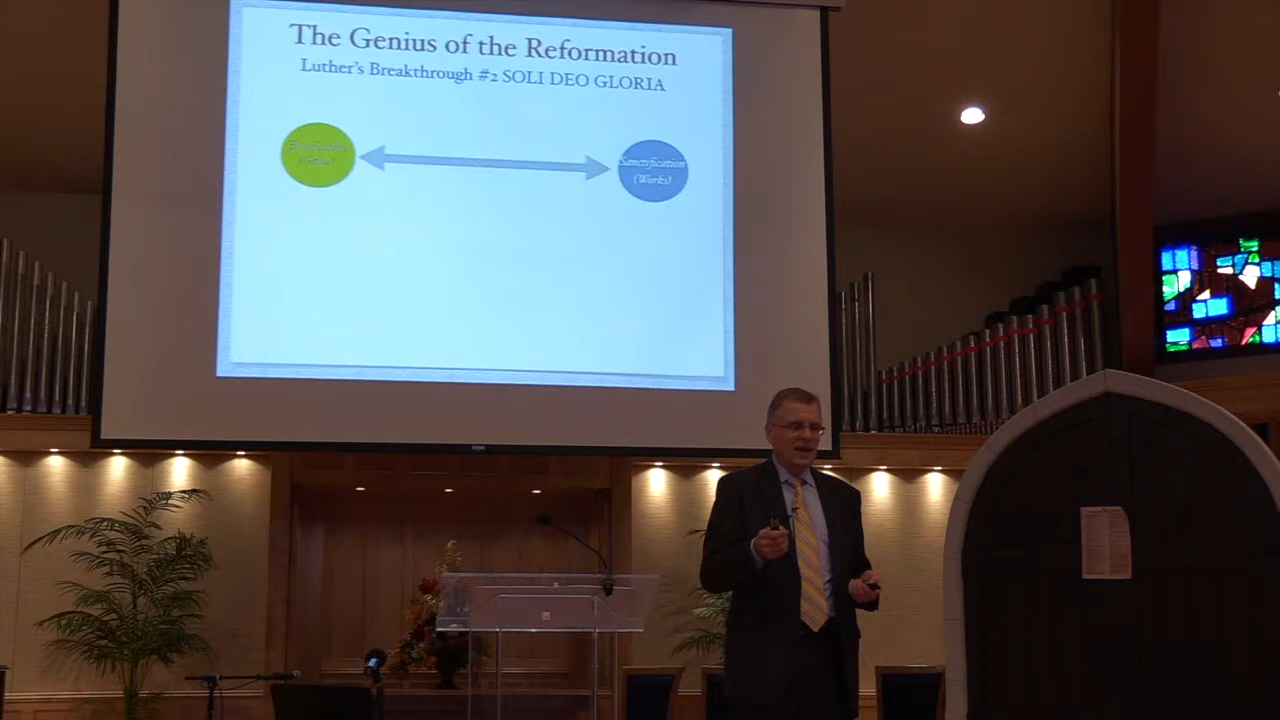 The Genius of the Reformation
Luther's Breakthrough #2 SOLI DEO GLORIA
Sanctification
(Works)